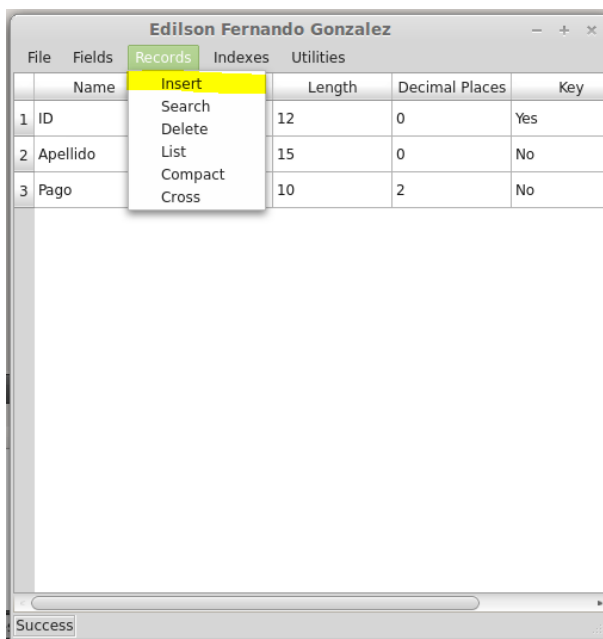 Edilson Fernando Gonzalez
File Fields Records Indexes Utilities
Name Length Decimal Places Key
Insert
Search
Delete
List
Compact
Cross
1 ID 12 0 Yes
2 Apellido 15 0 No
3 Pago 10 2 No
Success